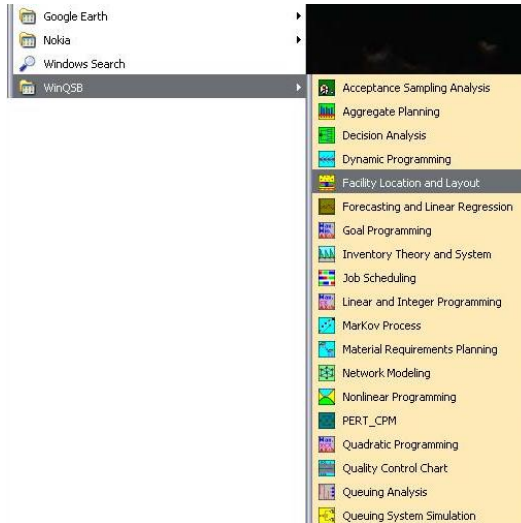 Google Earth
Nokia
Windows Search
WinQSB
Acceptance Sampling Analysis
Aggregate Planning
Decision Analysis
Dynamic Programming
Facility Location and Layout
Forecasting and Linear Regression
Goal Programming
Inventory Theory and System
Job Scheduling
Linear and Integer Programming
MarKov Process
Material Requirements Planning
Network Modeling
Nonlinear Programming
PERT_CPM
Quadratic Programming
Quality Control Chart
Queuing Analysis
Queuing System Simulation